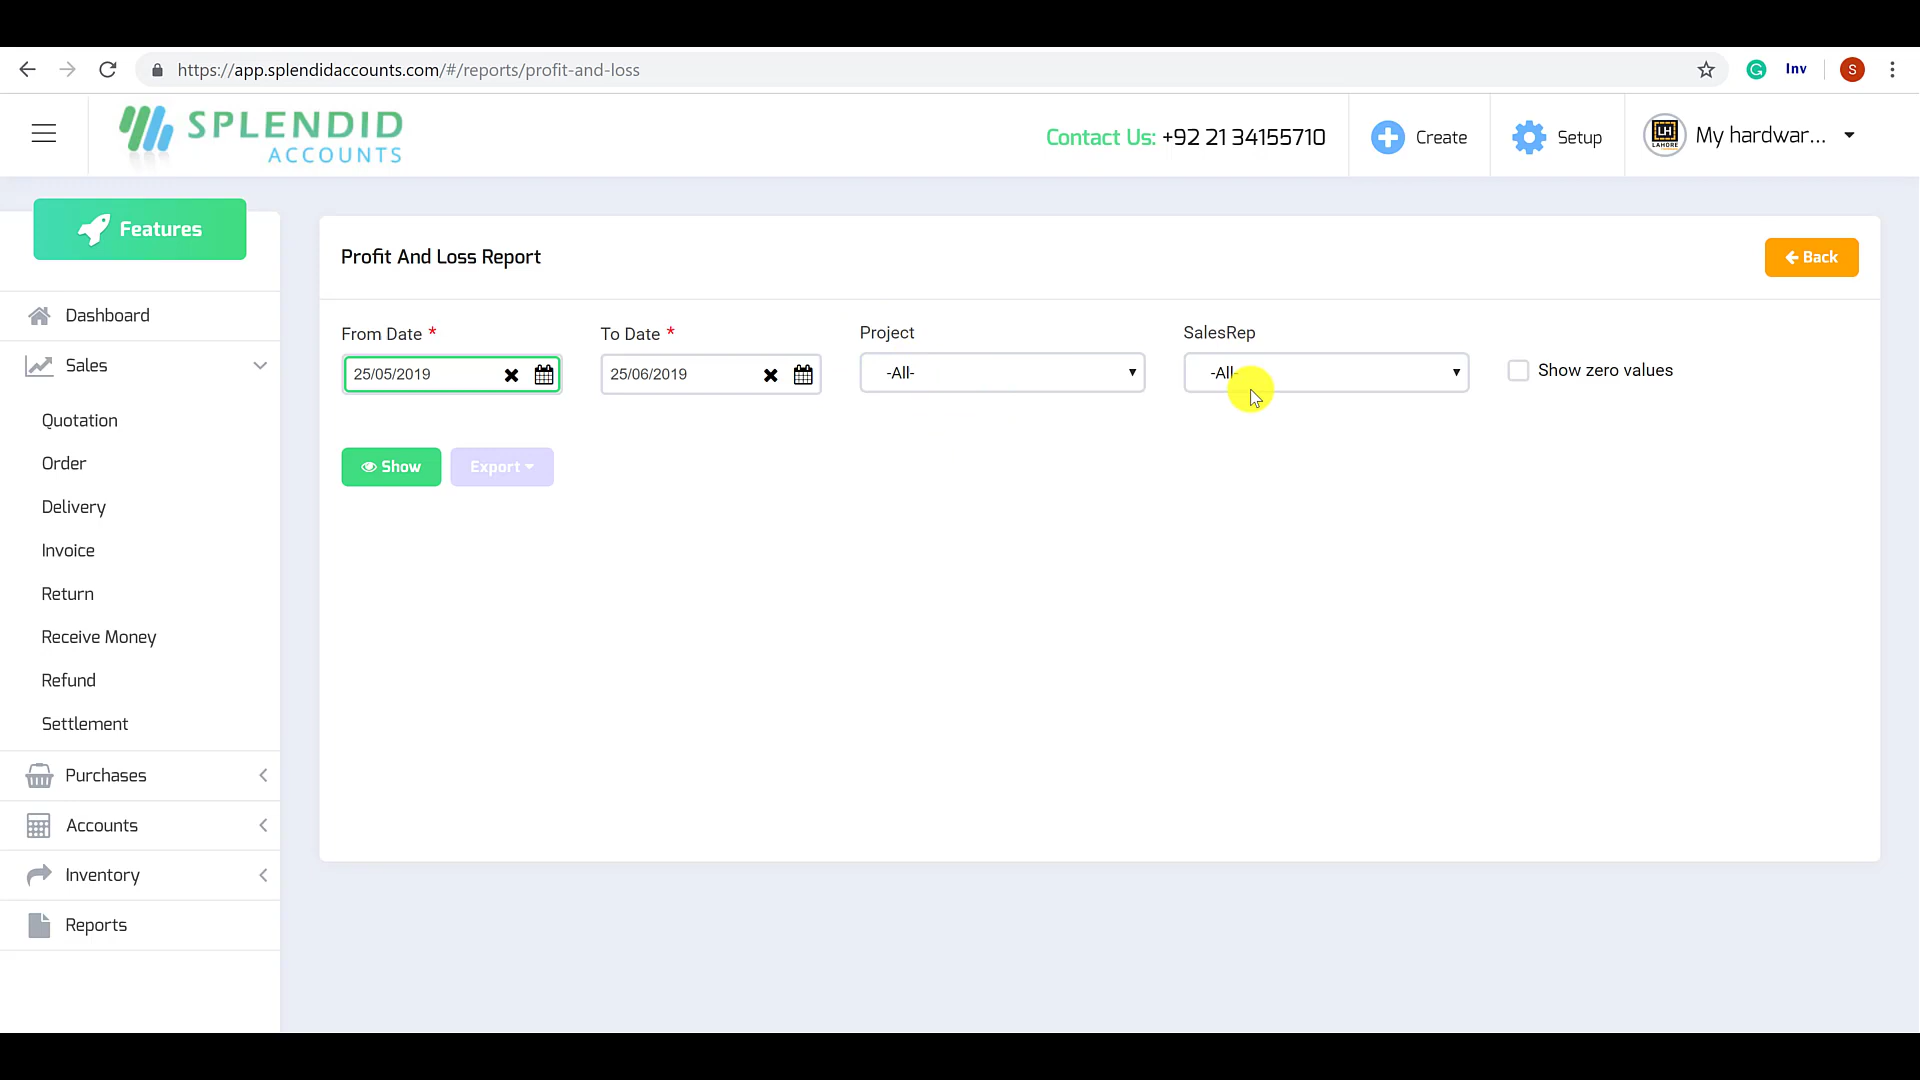 https://app.splendidaccounts.com/#/reports/profit-and-loss
Inv
S
SPLENDID
ACCOUNTS
Contact Us: +92 21 34155710
Create
Setup
LH
LAHORE
My hardwar...
Features
Dashboard
Sales
Quotation
Order
Delivery
Invoice
Return
Receive Money
Refund
Settlement
Purchases
Accounts
Inventory
Reports
Profit And Loss Report
Back
From Date *
To Date *
Project
SalesRep
25/05/2019
25/06/2019
-All-
-All-
Show zero values
Show
Export